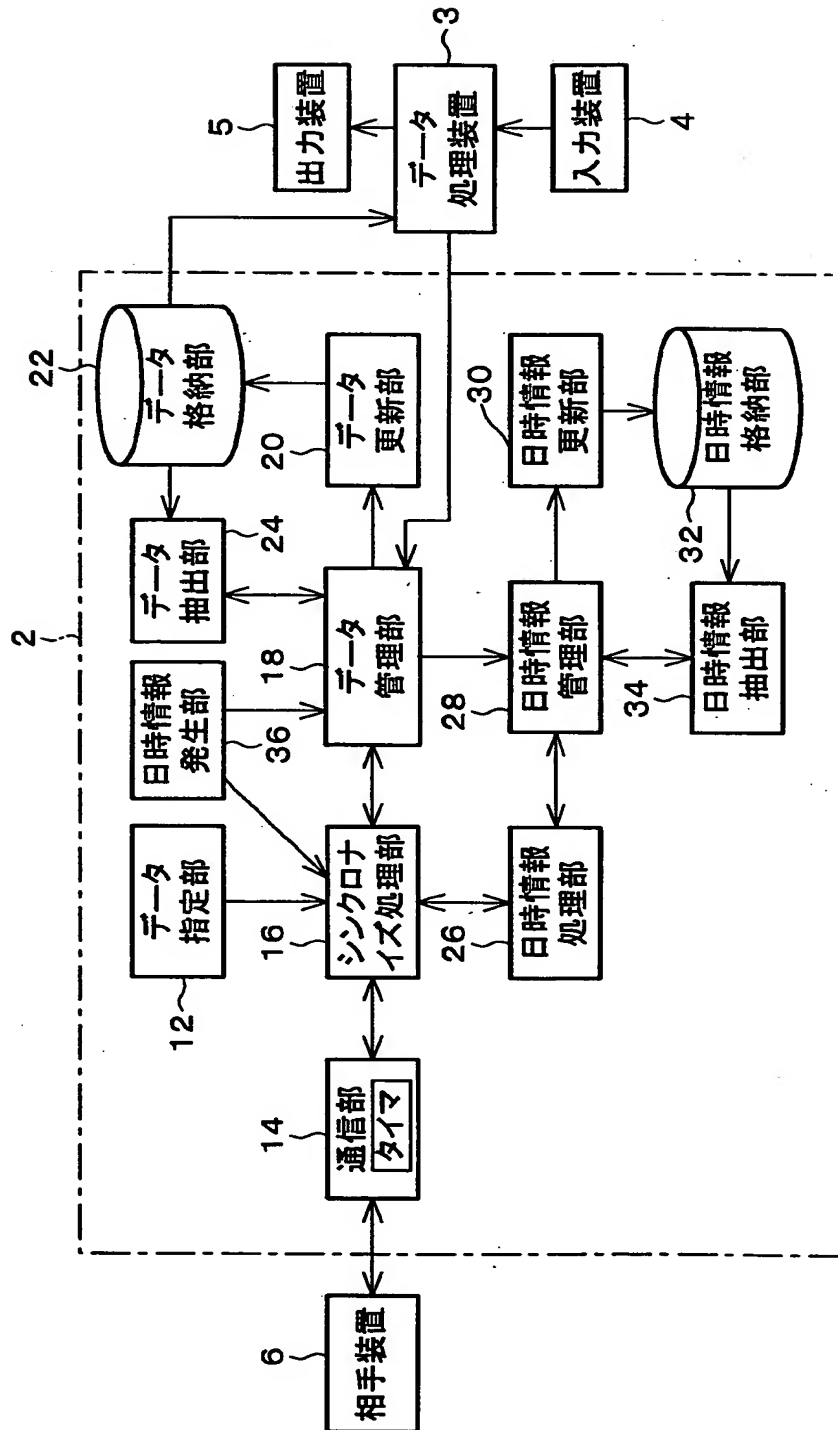 2
6
相手装置
14
通信部
タイマ
12
データ
指定部
16
シンクロナ
イズ処理部
26
日時情報
処理部
日時情報
発生部
36
データ
抽出部
24
18
データ
管理部
28
日時情報
管理部
34
日時情報
抽出部
22
データ
格納部
20
データ
更新部
30
日時情報
更新部
32
日時情報
格納部
5
出力装置
3
データ
処理装置
入力装置
4